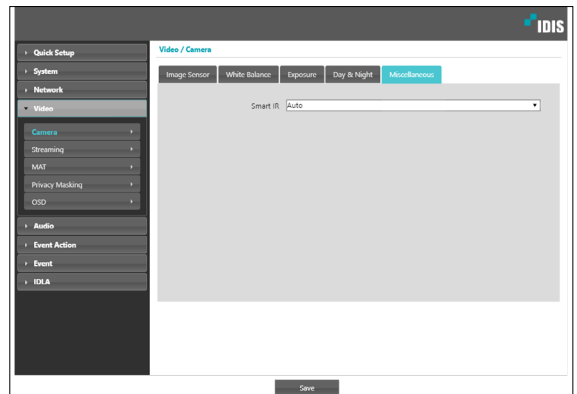 IDIS
Quick Setup
System
Network
Video
Camera
Streaming
MAT
Privacy Masking
OSD
Audio
Event Action
Event
IDLA
Video / Camera
Image Sensor White Balance Exposure Day & Night Miscellaneous
Smart IR Auto
Save